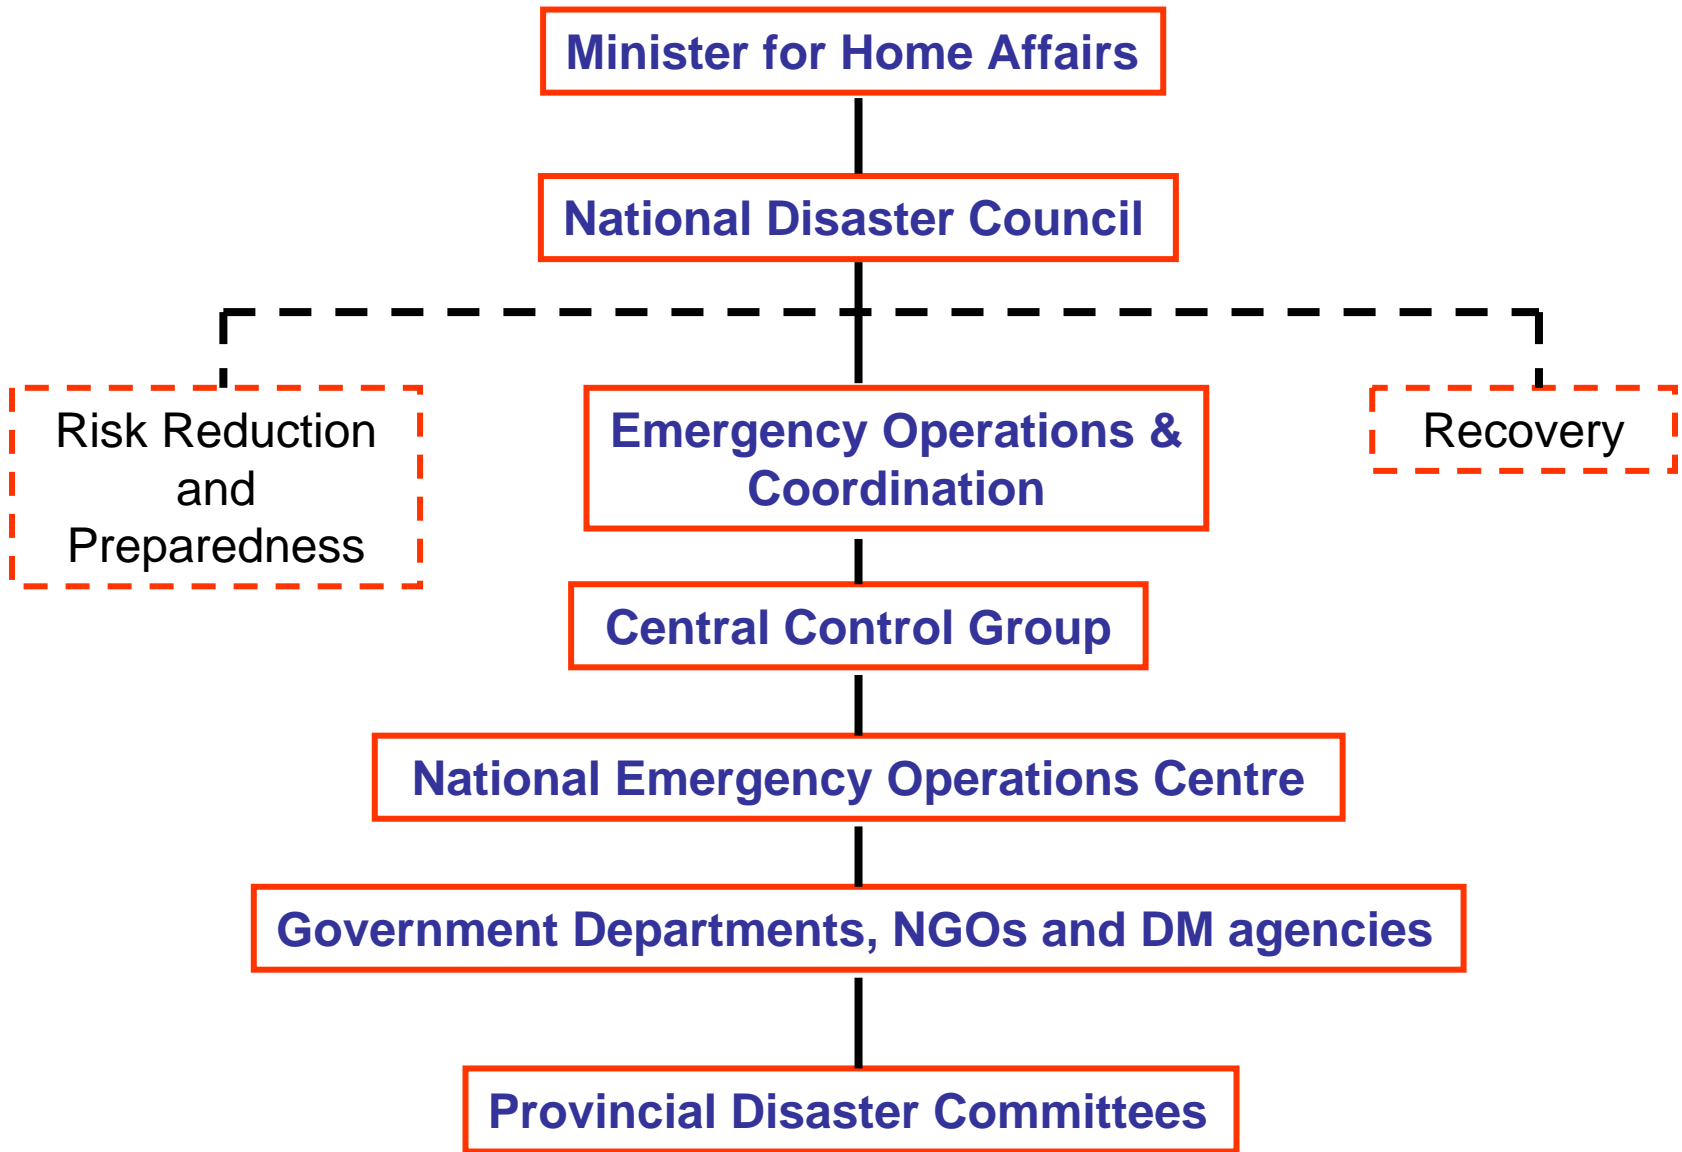 Minister for Home Affairs
National Disaster Council
Risk Reduction
and
Preparedness
Emergency Operations &
Coordination
Recovery
Central Control Group
National Emergency Operations Centre
Government Departments, NGOs and DM agencies
Provincial Disaster Committees